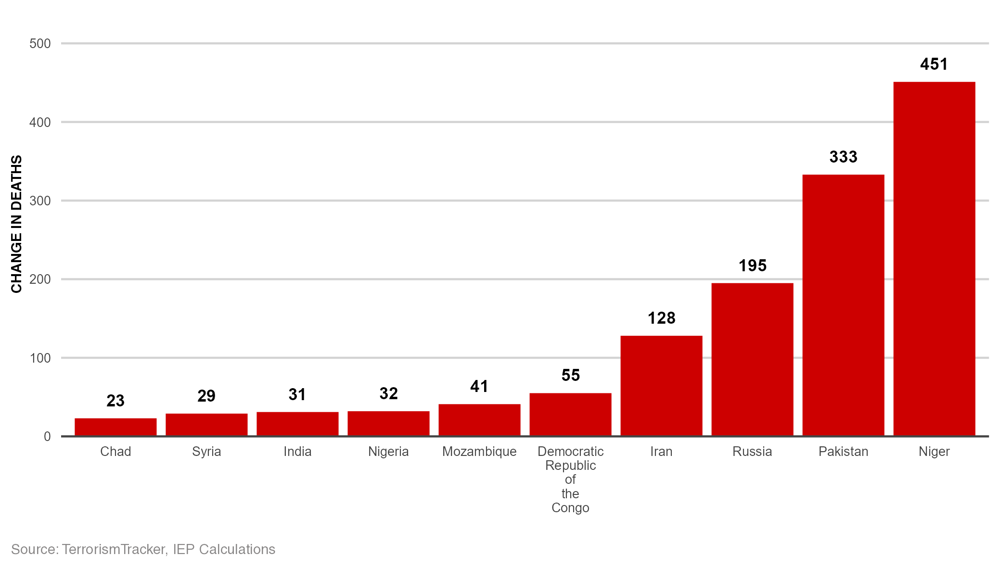 500
400
300
200
100
0
CHANGE IN DEATHS
23
29
31
32
41
55
128
195
333
451
Chad
Syria
India
Nigeria
Mozambique
Democratic
Republic
of
the
Congo
Iran
Russia
Pakistan
Niger
Source: TerrorismTracker, IEP Calculations